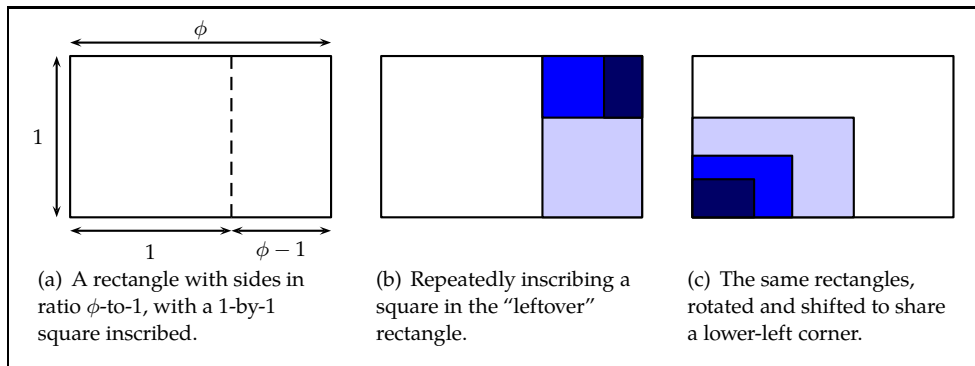 ϕ
1
1
ϕ − 1
(a) A rectangle with sides in
ratio ϕ-to-1, with a 1-by-1
square inscribed.
(b) Repeatedly inscribing a
square in the “leftover”
rectangle.
(c) The same rectangles,
rotated and shifted to share
a lower-left corner.